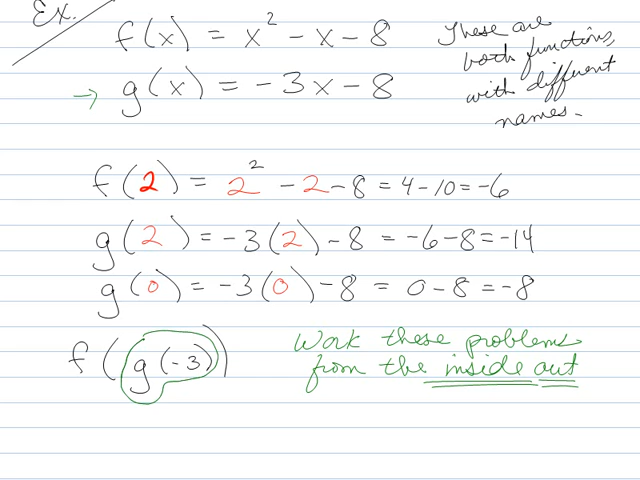 Ex.
f(x) = x² - x - 8
→ g(x) = -3x - 8
These are
both functions,
with different
names.
f(2) = 2² - 2 - 8 = 4 - 10 = -6
g(2) = -3(2) - 8 = -6 - 8 = -14
g(0) = -3(0) - 8 = 0 - 8 = -8
f(g(-3))
Work these problems
from the inside out